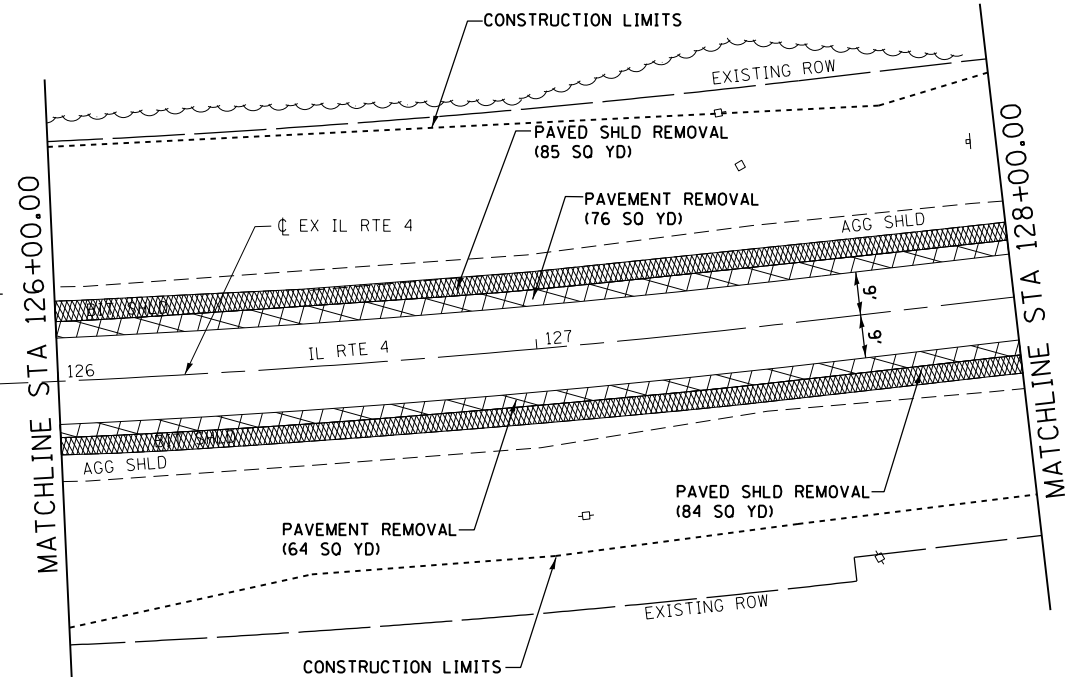 CONSTRUCTION LIMITS
EXISTING ROW
PAVED SHLD REMOVAL
(85 SQ YD)
PAVEMENT REMOVAL
(76 SQ YD)
℄ EX IL RTE 4
AGG SHLD
MATCHLINE STA 126+00.00
MATCHLINE STA 128+00.00
BIT SHLD
9'
127
IL RTE 4
9'
126
BIT SHLD
AGG SHLD
PAVED SHLD REMOVAL
(84 SQ YD)
PAVEMENT REMOVAL
(64 SQ YD)
EXISTING ROW
CONSTRUCTION LIMITS